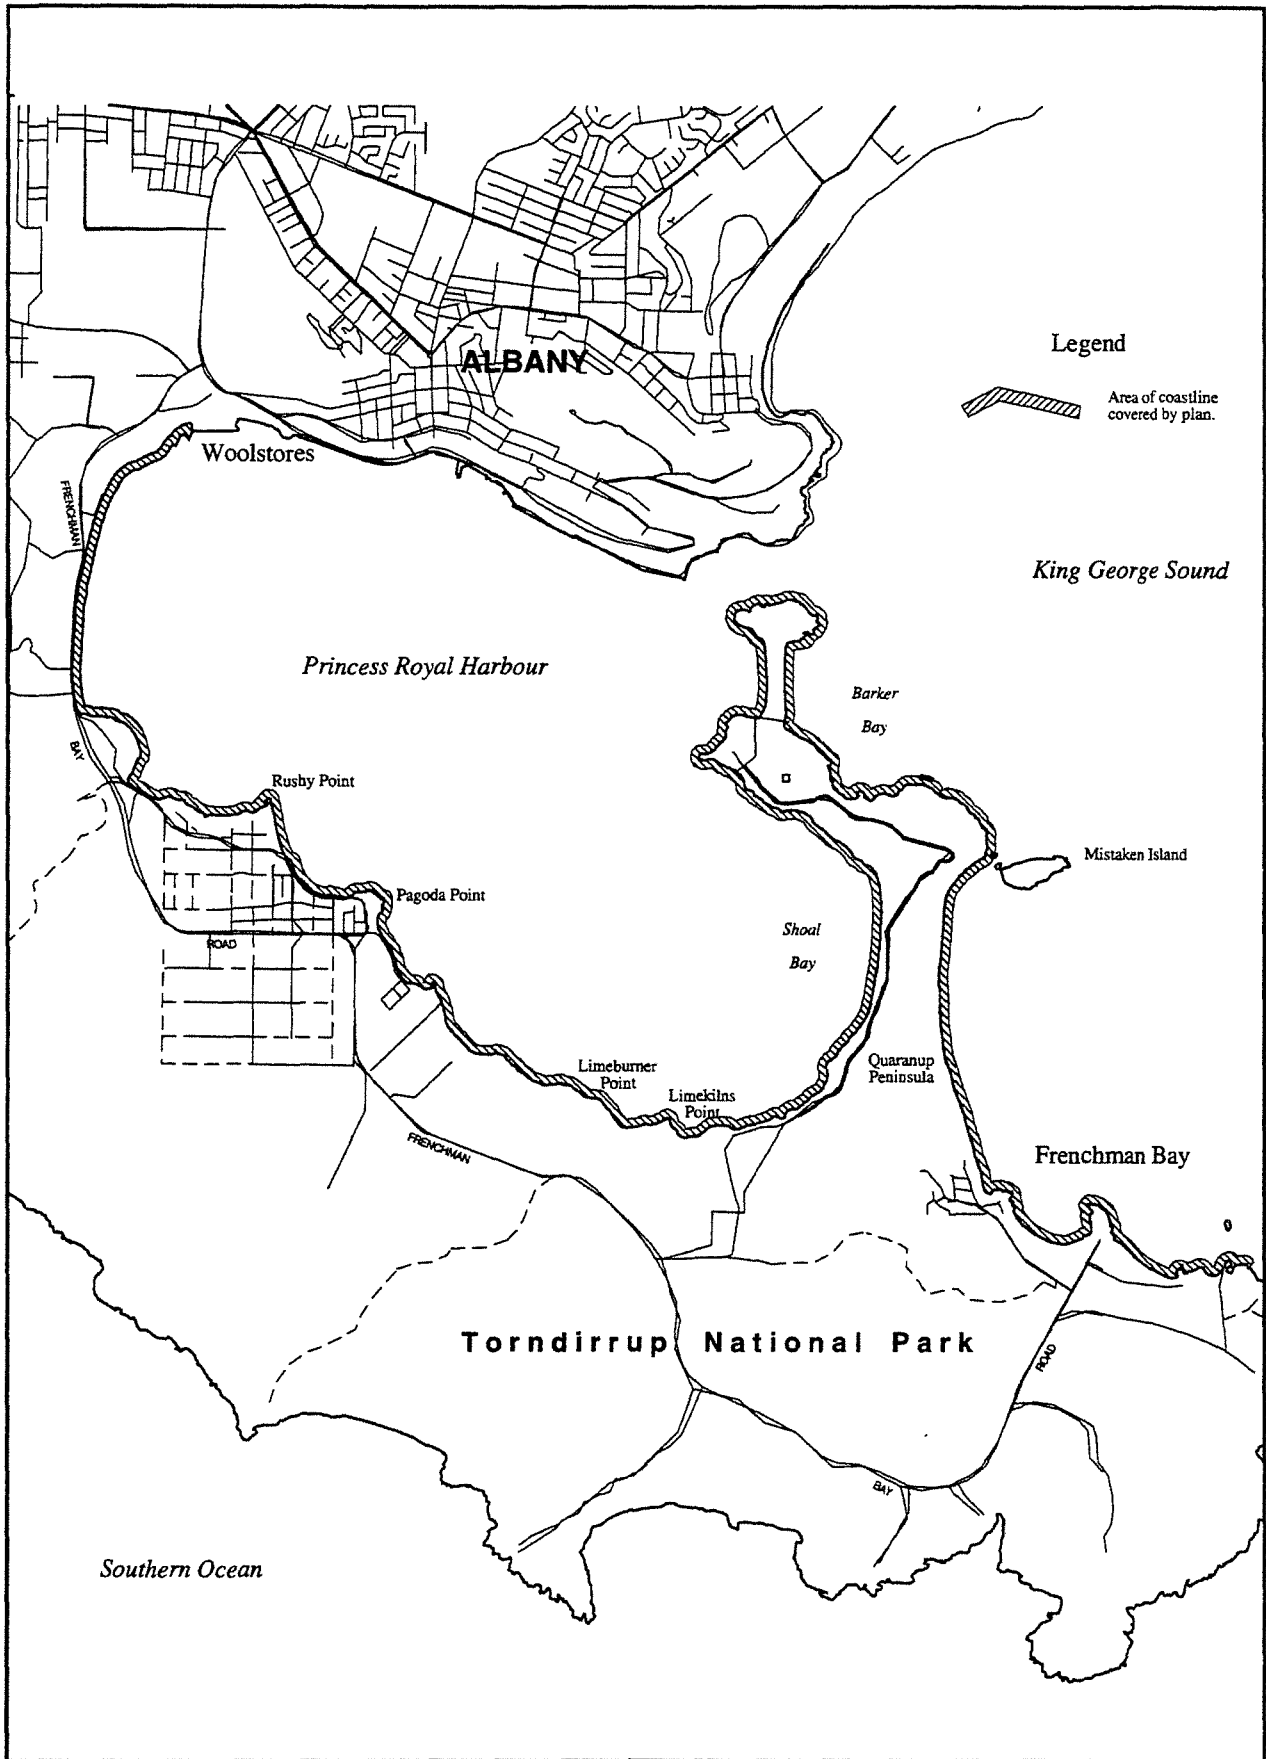 Legend
ALBANY
Area of coastline
covered by plan.
Woolstores
FRENCHMAN
King George Sound
Princess Royal Harbour
Barker
Bay
BAY
Rushy Point
Mistaken Island
Pagoda Point
Shoal
Bay
ROAD
Quaranup
Peninsula
Limeburner
Point
Limekilns
Point
FRENCHMAN
Frenchman Bay
Torndirrup National Park
ROAD
BAY
Southern Ocean